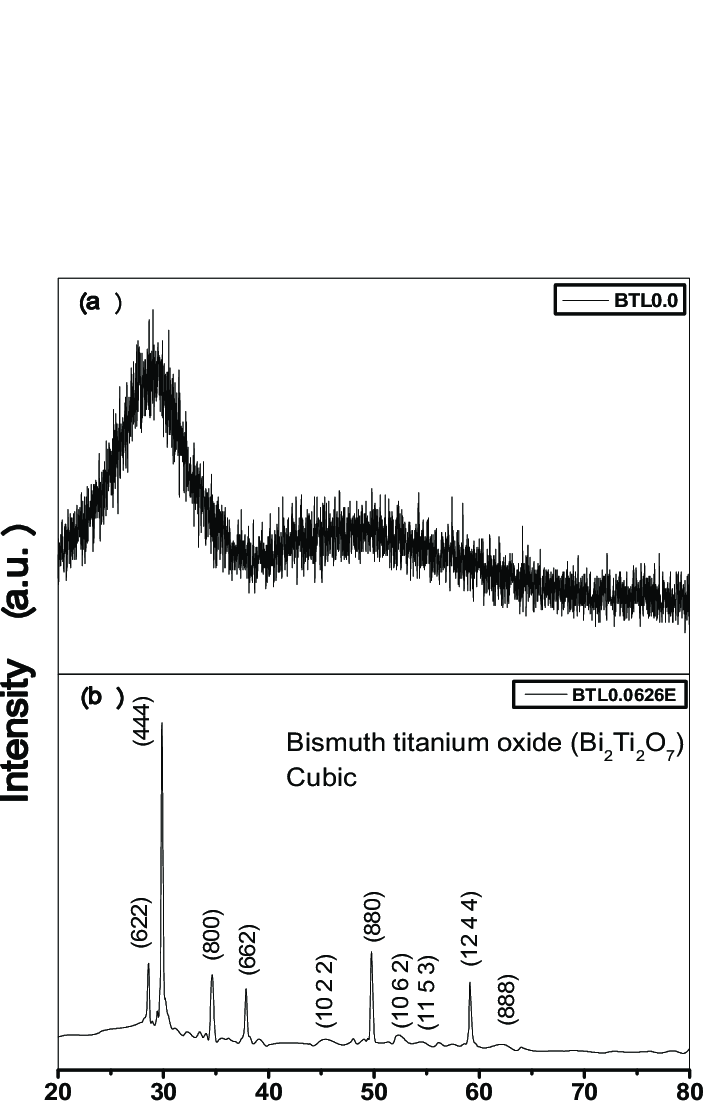 (a )
BTL0.0
Intensity (a.u.)
(b )
BTL0.0626E
Bismuth titanium oxide (Bi2Ti2O7)
Cubic
(622)
(444)
(800)
(662)
(10 2 2)
(880)
(10 6 2)
(11 5 3)
(12 4 4)
(888)
20 30 40 50 60 70 80